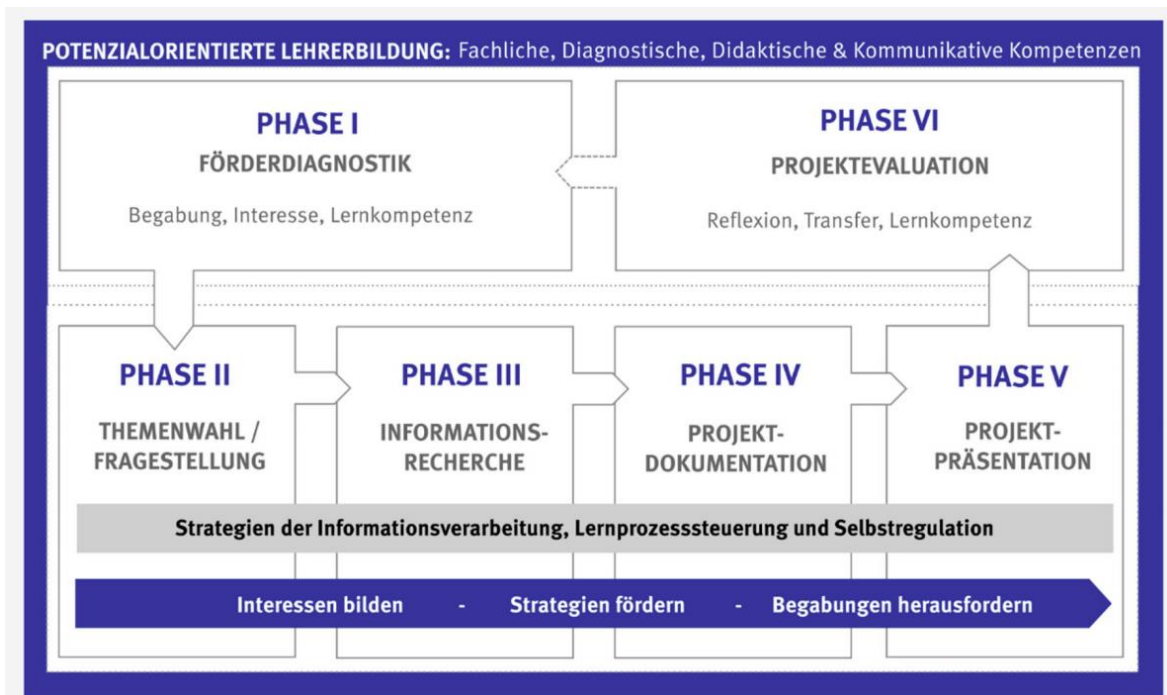 POTENZIALORIENTIERTE LEHRERBILDUNG: Fachliche, Diagnostische, Didaktische & Kommunikative Kompetenzen
PHASE I
FÖRDERDIAGNOSTIK
Begabung, Interesse, Lernkompetenz
PHASE VI
PROJEKTEVALUATION
Reflexion, Transfer, Lernkompetenz
PHASE II
THEMENWAHL /
FRAGESTELLUNG
PHASE III
INFORMATIONS-
RECHERCHE
PHASE IV
PROJEKT-
DOKUMENTATION
PHASE V
PROJEKT-
PRÄSENTATION
Strategien der Informationsverarbeitung, Lernprozesssteuerung und Selbstregulation
Interessen bilden - Strategien fördern - Begabungen herausfordern